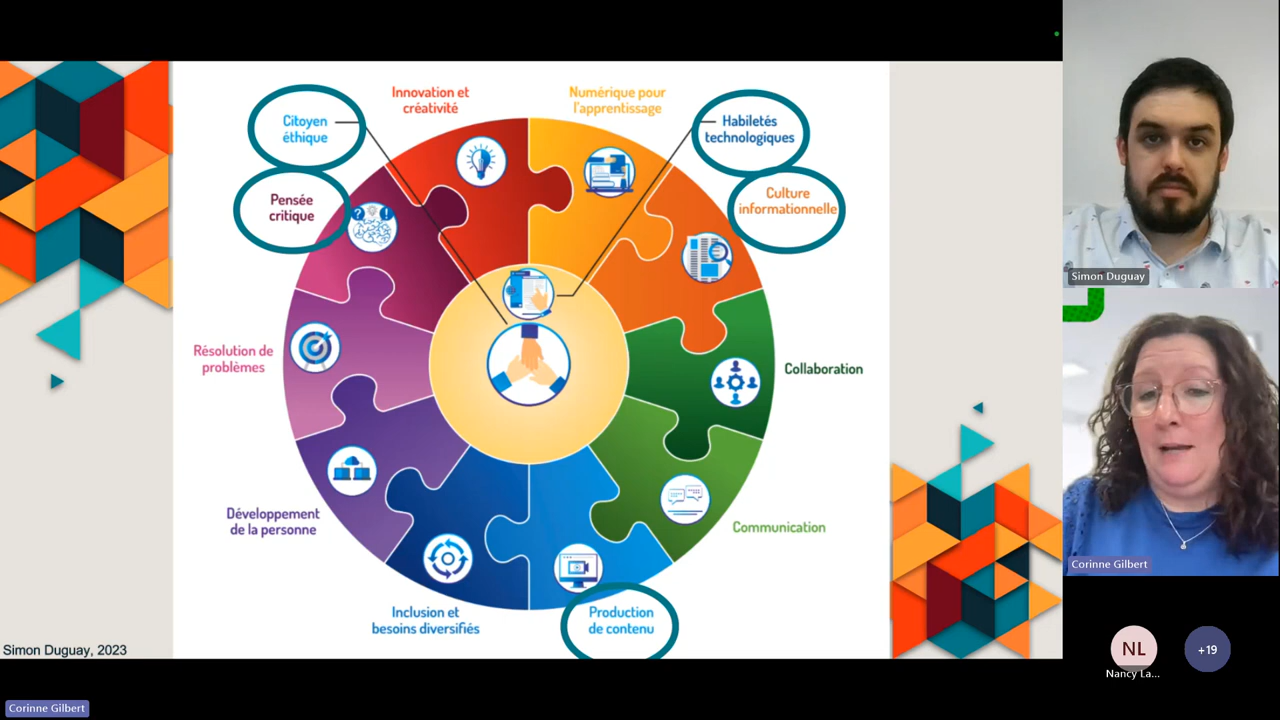 Innovation et
créativité
Numérique pour
l'apprentissage
Citoyen
éthique
Habiletés
technologiques
Pensée
critique
Culture
informationnelle
Résolution de
problèmes
Collaboration
Développement
de la personne
Communication
Inclusion et
besoins diversifiés
Production
de contenu
Simon Duguay, 2023
Corinne Gilbert
Simon Duguay
Corinne Gilbert
NL
Nancy La...
+19